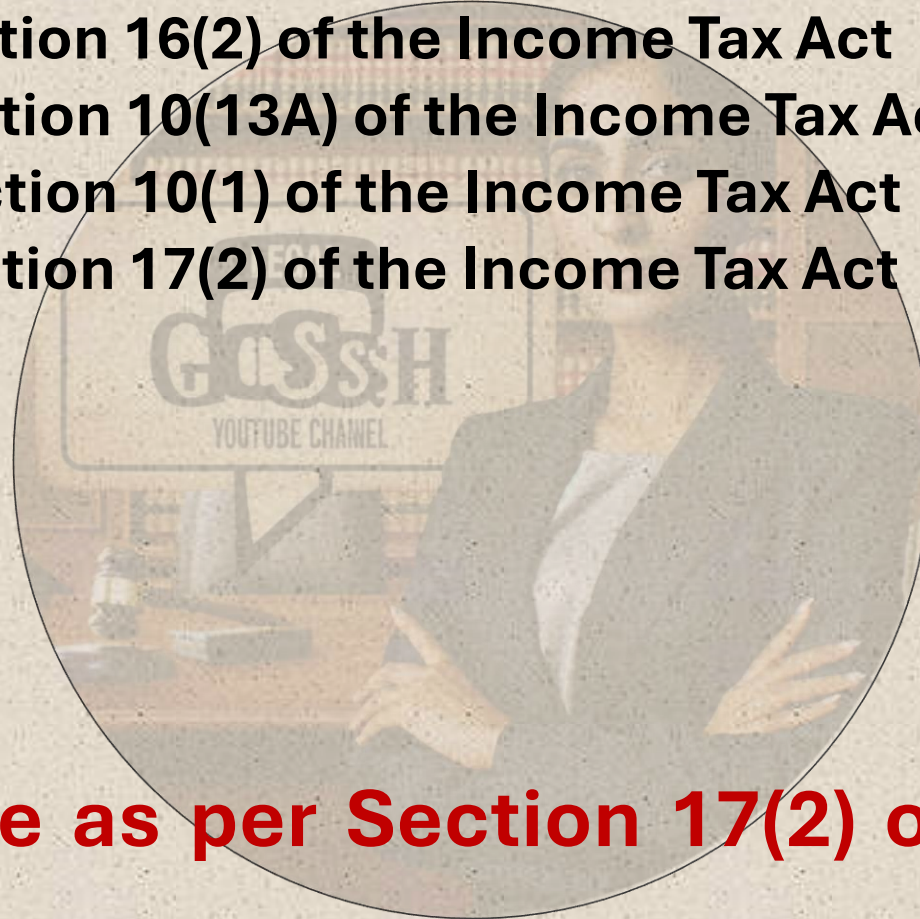 tion 16(2) of the Income Tax Act
tion 10(13A) of the Income Tax Ac
ction 10(1) of the Income Tax Act
tion 17(2) of the Income Tax Act
YOUTUBE CHANNEL
e as per Section 17(2) o